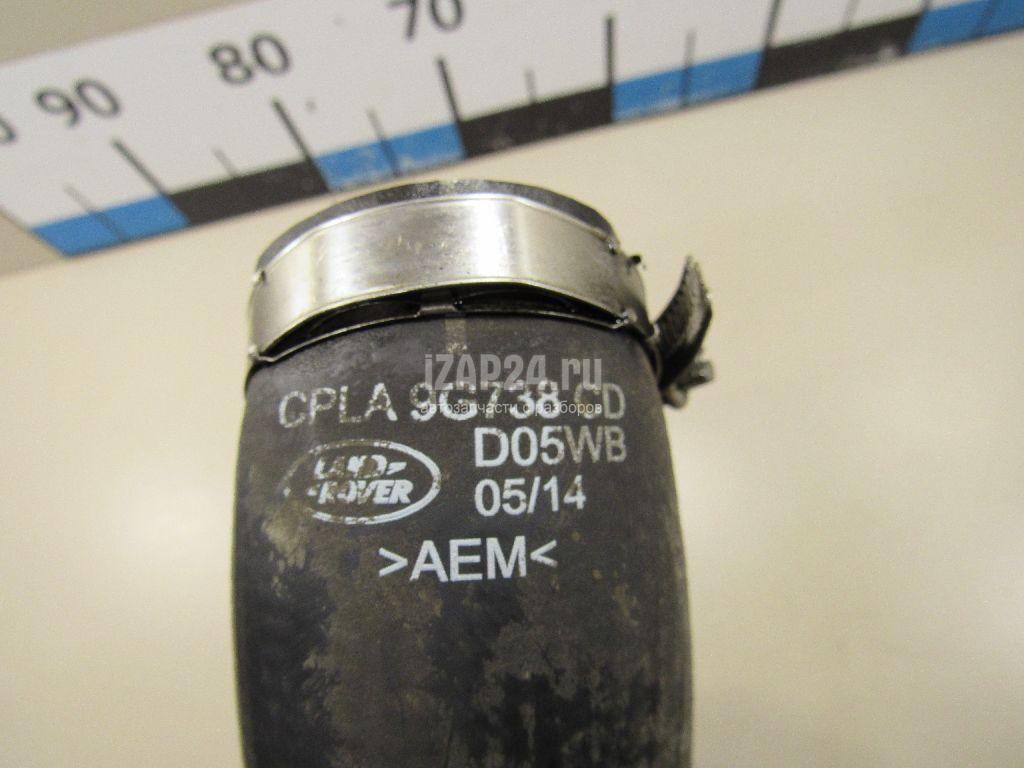 90 80 70
iZAP24.ru
CPLA 9G738 CD
автозапчасти с разборов
D05WB
LAND-
-ROVER
05/14
>AEM<